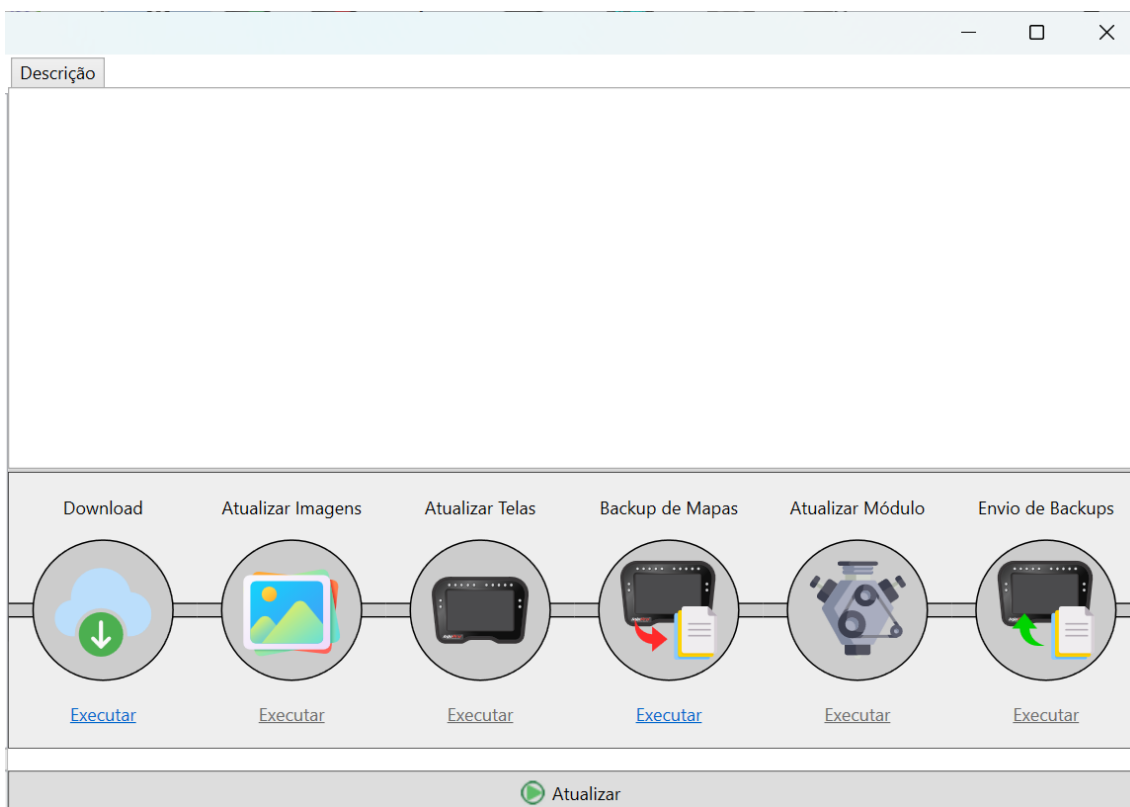 Descrição
Download
Atualizar Imagens
Atualizar Telas
Backup de Mapas
Atualizar Módulo
Envio de Backups
Executar
Executar
Executar
Executar
Executar
Executar
Atualizar